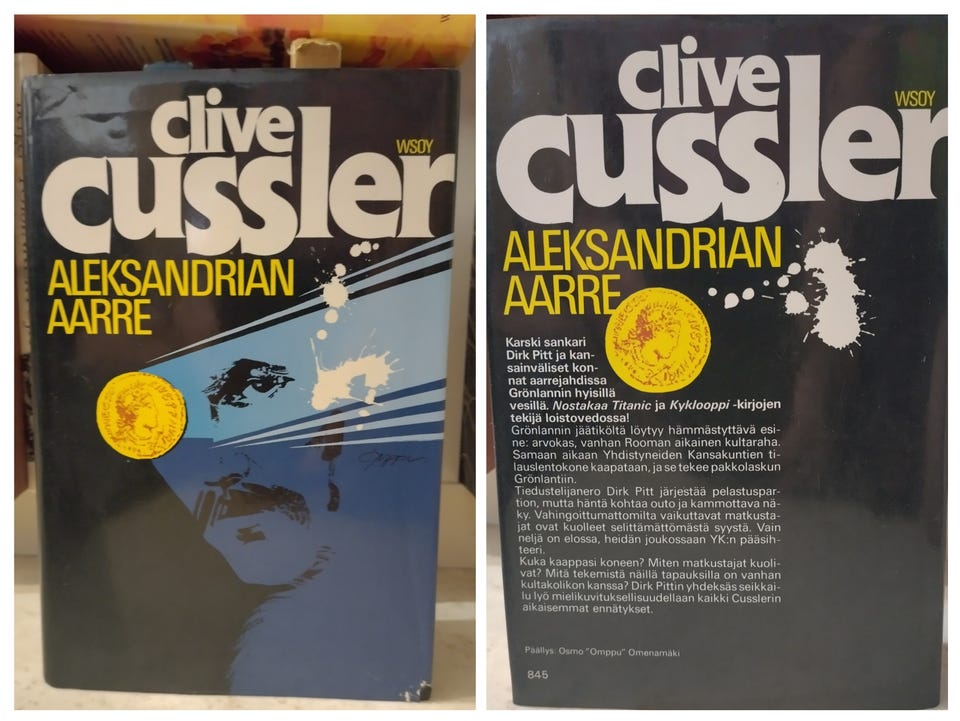 clive
WSOY
cussler
ALEKSANDRIAN
AARRE
clive
WSOY
cussler
ALEKSANDRIAN
AARRE
Karski sankari
Dirk Pitt ja kan-
sainväliset kon-
nat aarrejahdissa
Grönlannin hyisillä
vesillä. Nostakaa Titanic ja Kyklooppi -kirjojen
tekijä loistovedossa!
Grönlannin jäätiköltä löytyy hämmästyttävä esi-
ne: arvokas, vanhan Rooman aikainen kultaraha.
Samaan aikaan Yhdistyneiden Kansakuntien ti-
lauslentokone kaapataan, ja se tekee pakkolaskun
Grönlantiin.
Tiedustelijanero Dirk Pitt järjestää pelastuspar-
tion, mutta häntä kohtaa outo ja kammottava nä-
ky. Vahingoittumattomilta vaikuttavat matkusta-
jat ovat kuolleet selittämättömästä syystä. Vain
neljä on elossa, heidän joukossaan YK:n pääsih-
teeri.
Kuka kaappasi koneen? Miten matkustajat kuoli-
vat? Mitä tekemistä näillä tapauksilla on vanhan
kultakolikon kanssa? Dirk Pittin yhdeksäs seikkai-
lu lyö mielikuvituksellisuudellaan kaikki Cusslerin
aikaisemmat ennätykset.
Päällys: Osmo "Omppu" Omenamäki
845